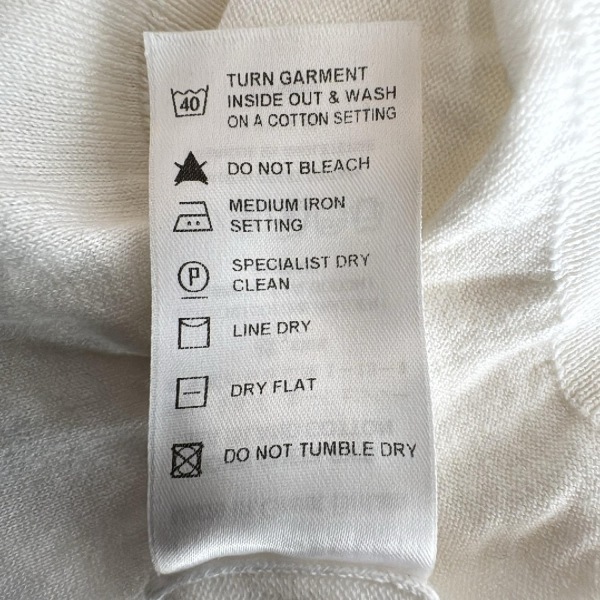 40 TURN GARMENT
INSIDE OUT & WASH
ON A COTTON SETTING
DO NOT BLEACH
MEDIUM IRON
SETTING
P SPECIALIST DRY
CLEAN
LINE DRY
DRY FLAT
DO NOT TUMBLE DRY